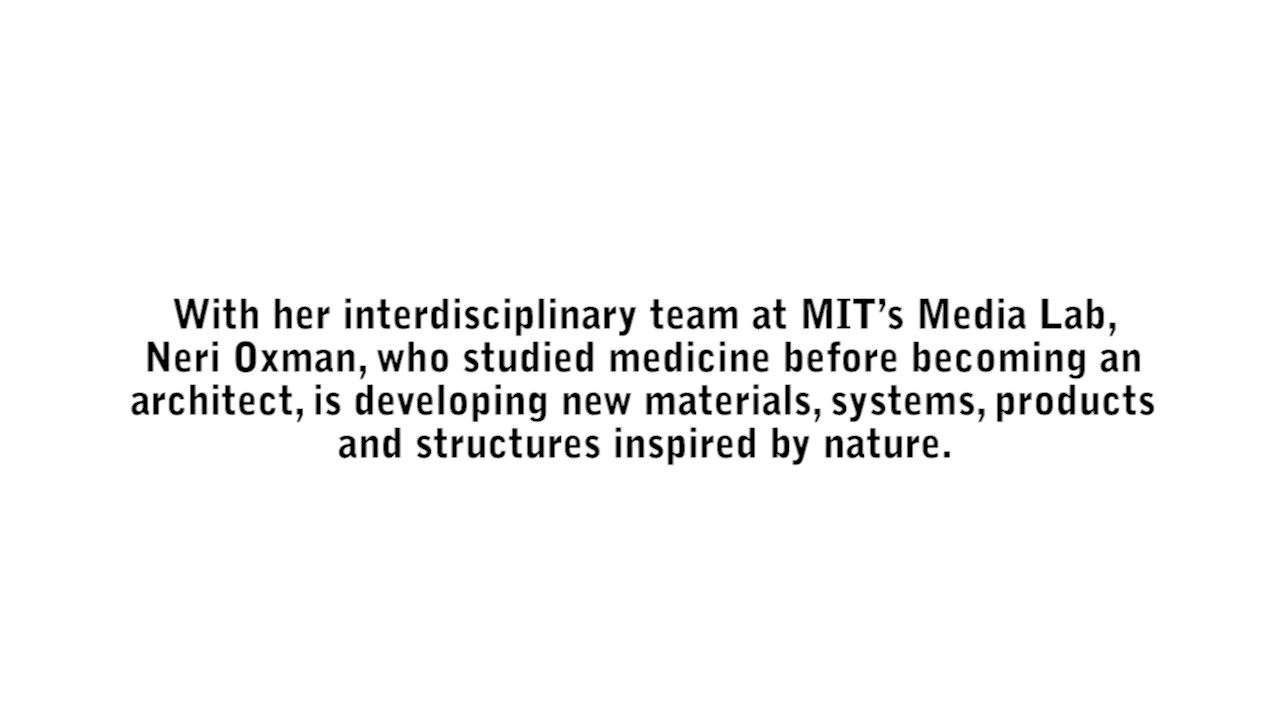 With her interdisciplinary team at MIT’s Media Lab,
Neri Oxman, who studied medicine before becoming an
architect, is developing new materials, systems, products
and structures inspired by nature.